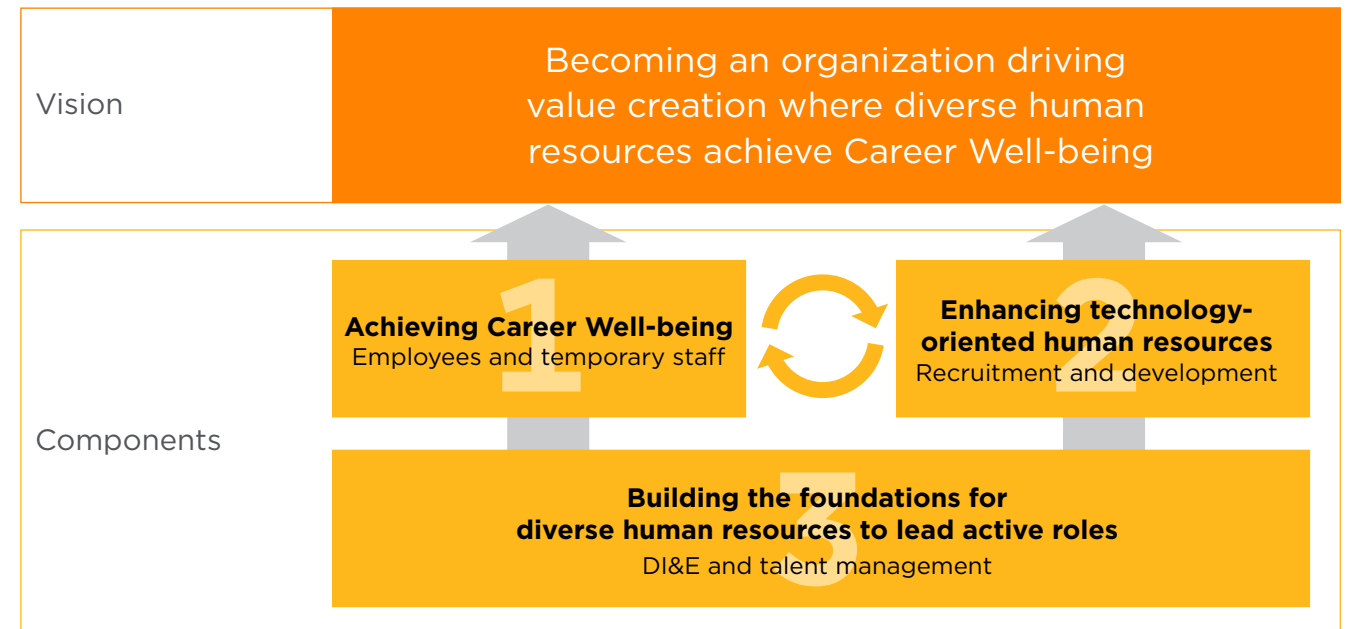 Vision
Becoming an organization driving
value creation where diverse human
resources achieve Career Well-being
Components
1
Achieving Career Well-being
Employees and temporary staff
2
Enhancing technology-
oriented human resources
Recruitment and development
3
Building the foundations for
diverse human resources to lead active roles
DI&E and talent management